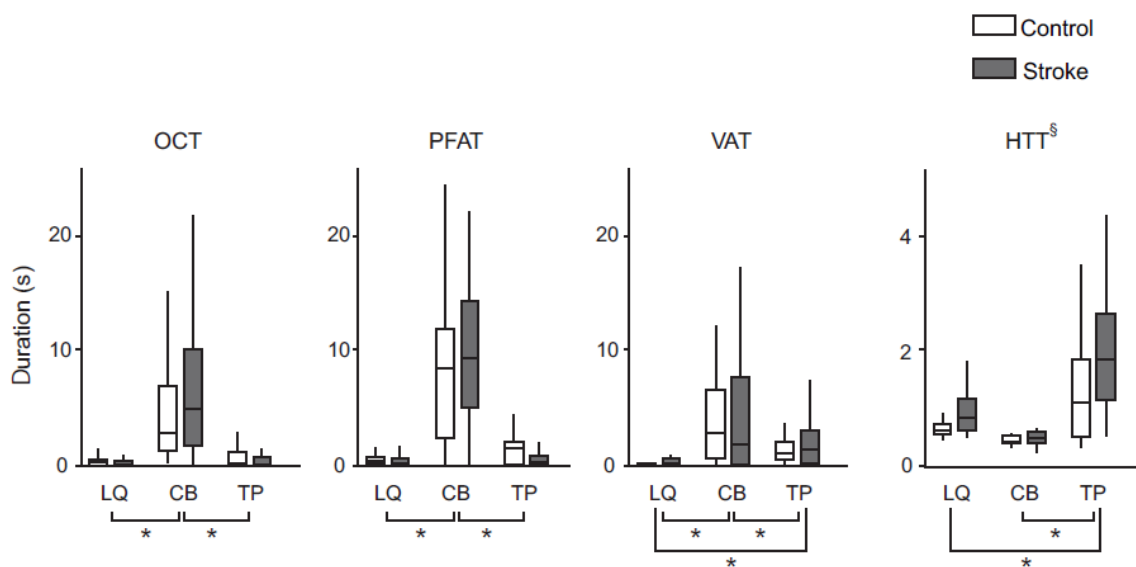 Control
Stroke
OCT
PFAT
VAT
HTT§
Duration (s)
20
10
0
LQ
CB
TP
*
*
20
10
0
LQ
CB
TP
*
*
20
10
0
LQ
CB
TP
*
*
*
4
2
0
LQ
CB
TP
*
*